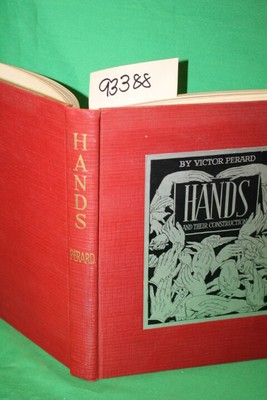 93388
HANDS
PERARD
BY VICTOR PERARD
HANDS
AND THEIR CONSTRUCTION